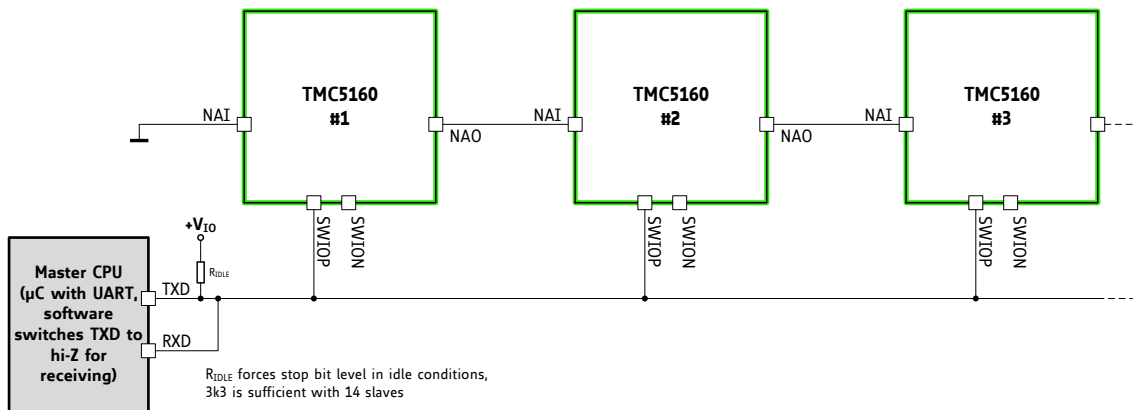 TMC5160
#1
TMC5160
#2
TMC5160
#3
NAI
NAO
NAI
NAO
NAI
SWIOP
SWION
SWIOP
SWION
SWIOP
SWION
+VIO
RIDLE
Master CPU
(µC with UART,
software
switches TXD to
hi-Z for
receiving)
TXD
RXD
RIDLE forces stop bit level in idle conditions,
3k3 is sufficient with 14 slaves